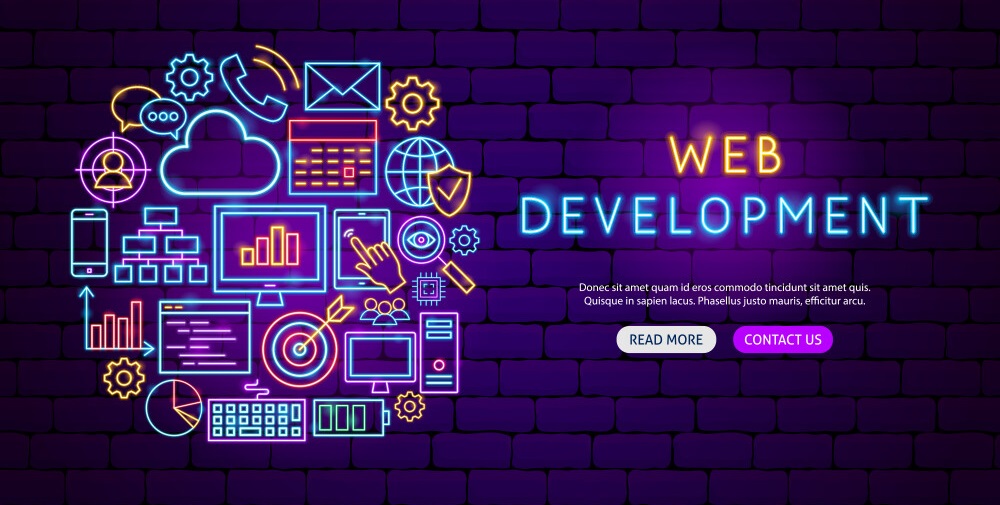 WEB
DEVELOPMENT
Donec sit amet quam id eros commodo tincidunt sit amet quis.
Quisque in sapien lacus. Phasellus justo mauris, efficitur arcu.
READ MORE CONTACT US